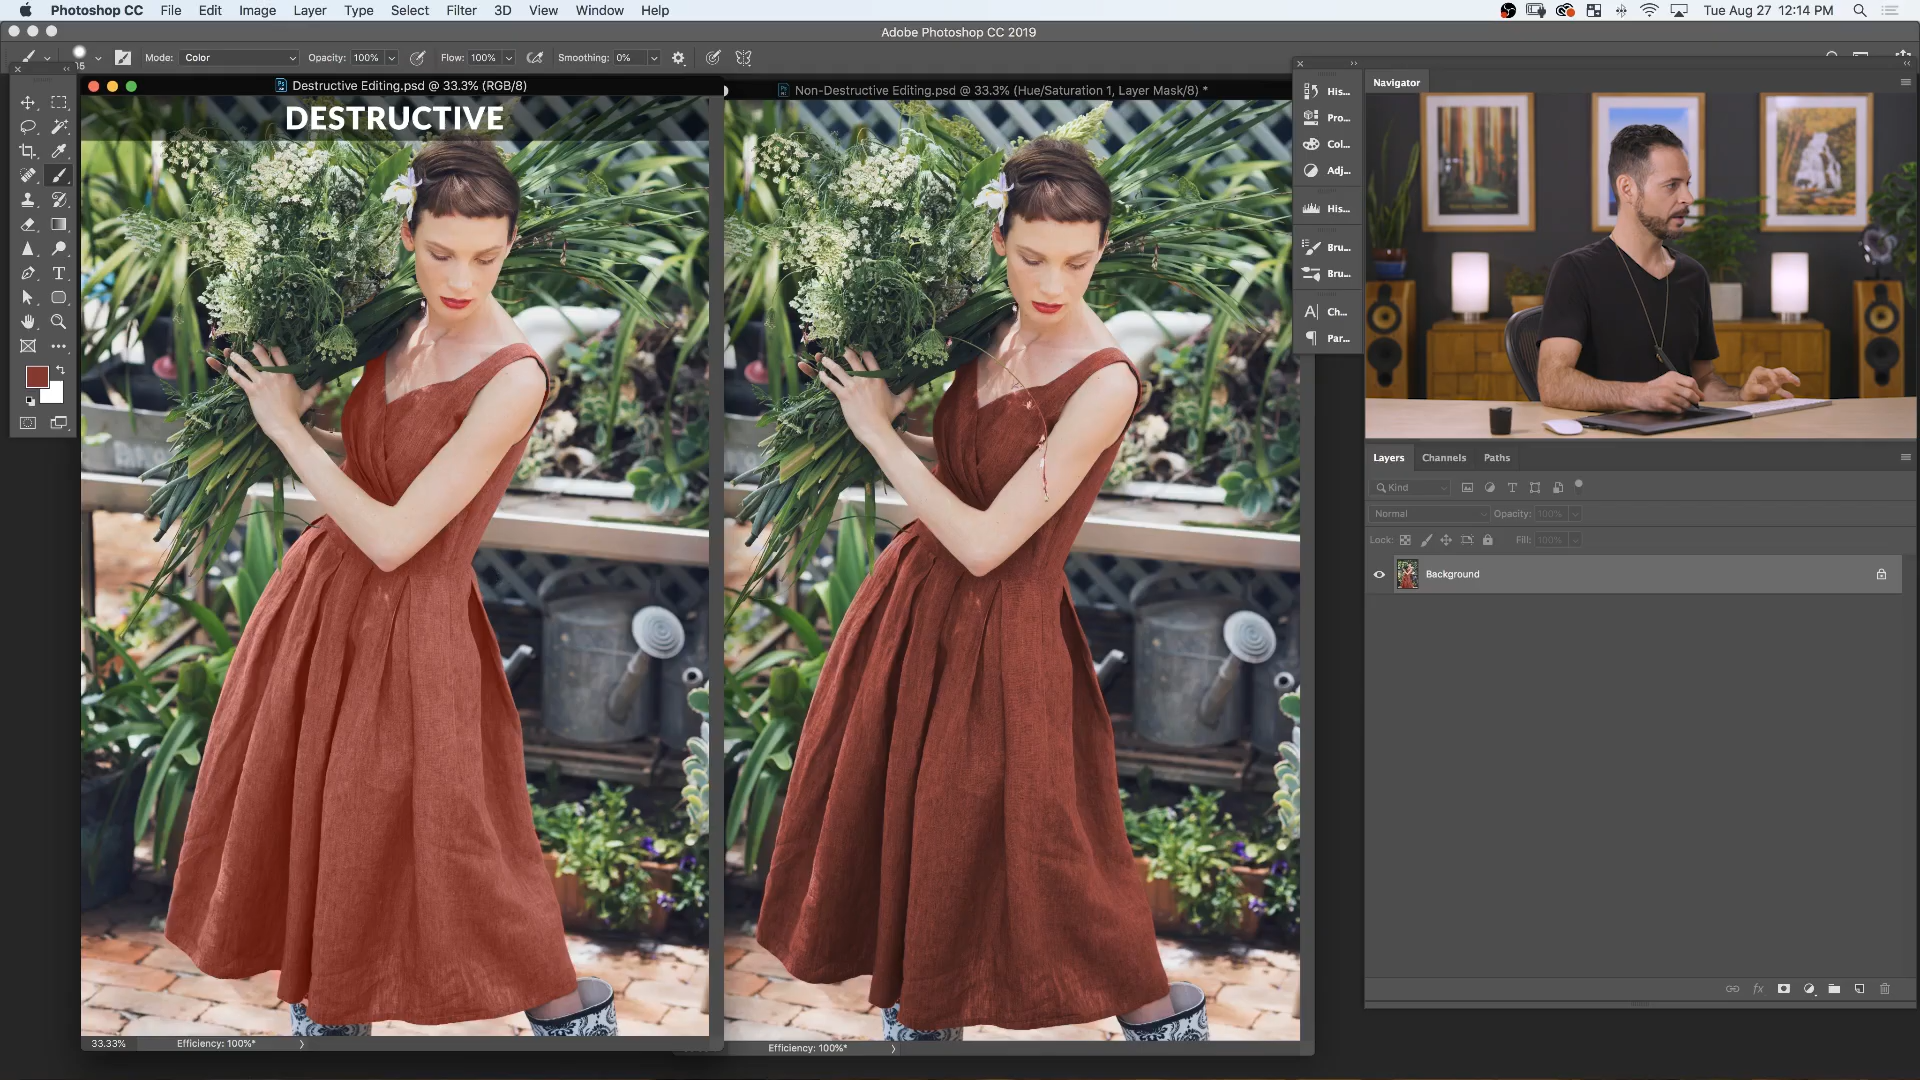 Photoshop CC File Edit Image Layer Type Select Filter 3D View Window Help Tue Aug 27 12:14 PM
Adobe Photoshop CC 2019
Mode: Color Opacity: 100% Flow: 100% Smoothing: 0%
Destructive Editing.psd @ 33.3% (RGB/8)
Non-Destructive Editing.psd @ 33.3% (Hue/Saturation 1, Layer Mask/8) *
DESTRUCTIVE
His...
Pro...
Col...
Adj...
His...
Bru...
Bru...
Ch...
Par...
Navigator
Layers Channels Paths
Kind
Normal Opacity: 100%
Lock: Fill: 100%
Background
33.33% Efficiency: 100%*
Efficiency: 100%*